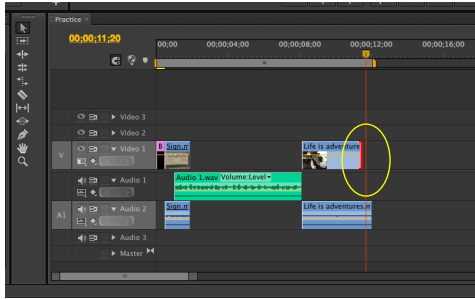 Practice ×
00;00;11;20
00;00 00;00;04;00 00;00;08;00 00;00;12;00 00;00;16;00
Video 3
Video 2
V Video 1 B Sign.m Life is adventure
Audio 1 Audio 1.wav Volume:Level
A1 Audio 2 Sign.m Life is adventures.m
Audio 3
Master